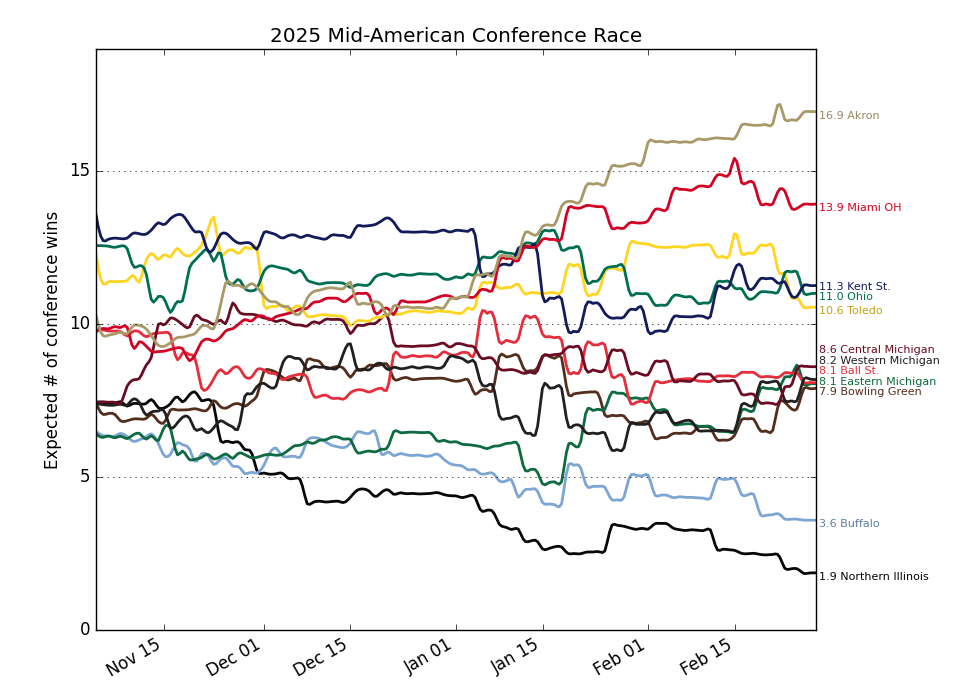 2025 Mid-American Conference Race
Expected # of conference wins
15
10
5
0
Nov 15
Dec 01
Dec 15
Jan 01
Jan 15
Feb 01
Feb 15
16.9 Akron
13.9 Miami OH
11.3 Kent St.
11.0 Ohio
10.6 Toledo
8.6 Central Michigan
8.2 Western Michigan
8.1 Ball St.
8.1 Eastern Michigan
7.9 Bowling Green
3.6 Buffalo
1.9 Northern Illinois